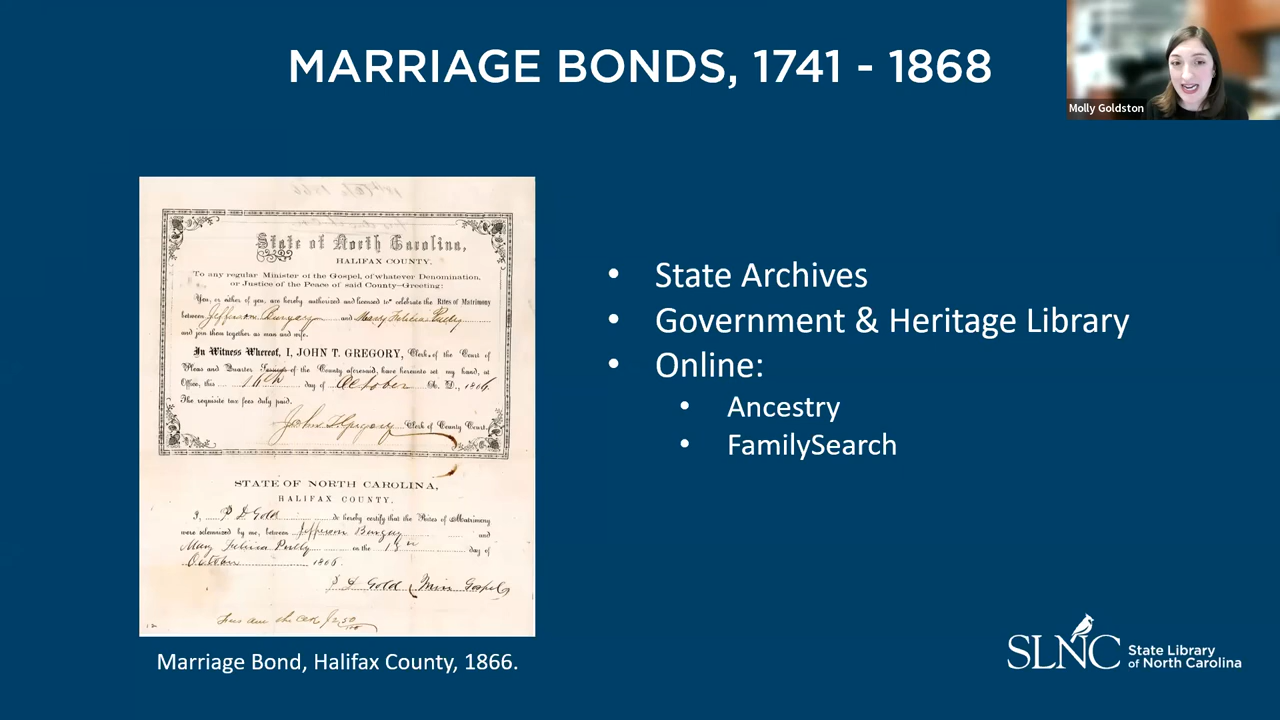 MARRIAGE BONDS, 1741 - 1868
Molly Goldston
State of North Carolina,
HALIFAX COUNTY.
To any regular Minister of the Gospel, of whatever Denomination,
or Justice of the Peace of said County—Greeting:
You, or either of you, are hereby authorized and licensed to celebrate the Rites of Matrimony
between Jefferson and
and join them together as man and wife.
In Witness Whereof, I, JOHN T. GREGORY, Clerk of the Court of
Pleas and Quarter Sessions of the County aforesaid, have hereunto set my hand, at
Office, this 16th day of October A. D., 1866
The requisite tax fees duly paid.
John T. Gregory Clerk of County Court.
STATE OF NORTH CAROLINA,
HALIFAX COUNTY.
I, P D Gold do hereby certify that the Rites of Matrimony
were solemnized by me, between Jefferson and
Mary on the day of
October 1866.
P D Gold (Min Gospel)
• State Archives
• Government & Heritage Library
• Online:
• Ancestry
• FamilySearch
Marriage Bond, Halifax County, 1866.
SLNC State Library
of North Carolina